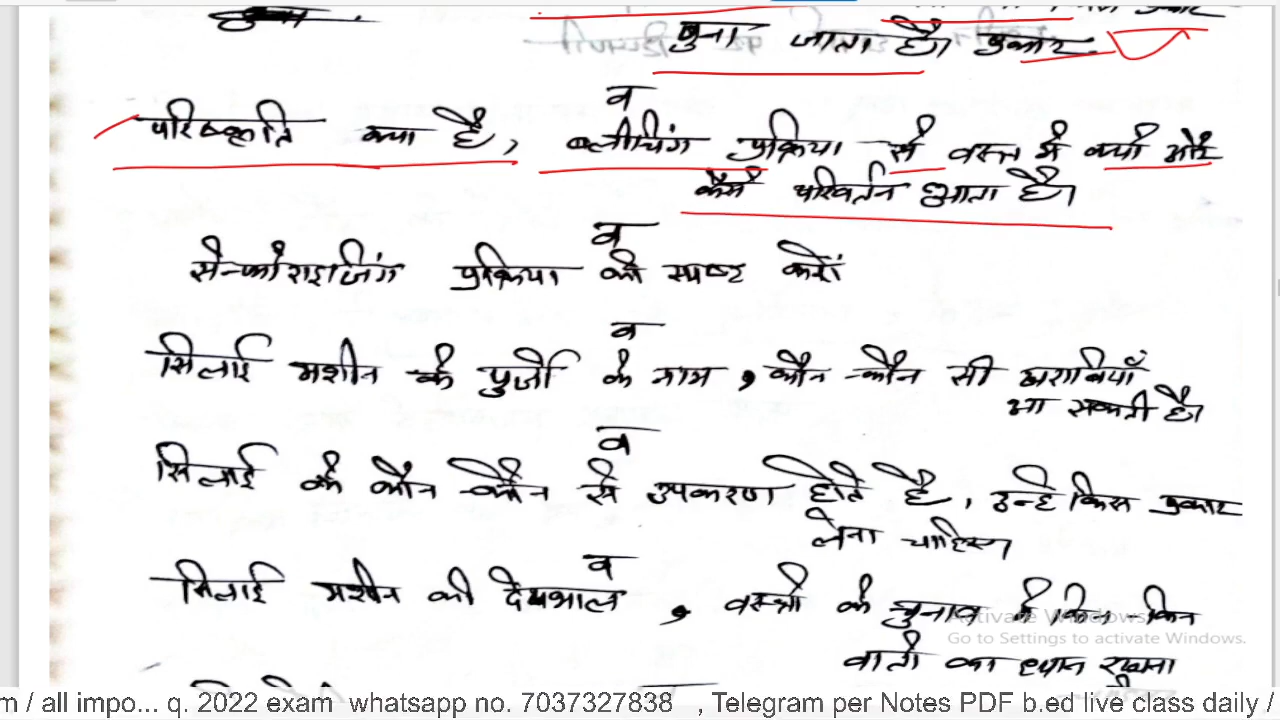 बुना जाता है। प्रकार
व
परिष्कृति क्या है, ब्लीचिंग प्रक्रिया से वस्त्र में क्यों और
कैसे परिवर्तन आता है।
व
सेन्फोराइजिंग प्रक्रिया को स्पष्ट करों
व
सिलाई मशीन के पुर्जो के नाम, कौन-कौन सी खराबियाँ
आ सकती है।
व
सिलाई के कौन-कौन से उपकरण होते है, उन्हे किस प्रकार
लेना चाहिए।
व
सिलाई मशीन की देखभाल, वस्त्रो के चुनाव में किन-किन
बातो का ध्यान रखना
Activate Windows
Go to Settings to activate Windows.
m / all impo... q. 2022 exam whatsapp no. 7037327838 , Telegram per Notes PDF b.ed live class daily /